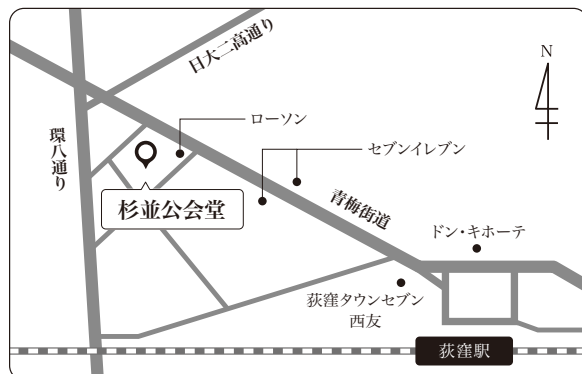 日大二高通り
N
環八通り
ローソン
セブンイレブン
杉並公会堂
青梅街道
ドン・キホーテ
荻窪タウンセブン
西友
荻窪駅